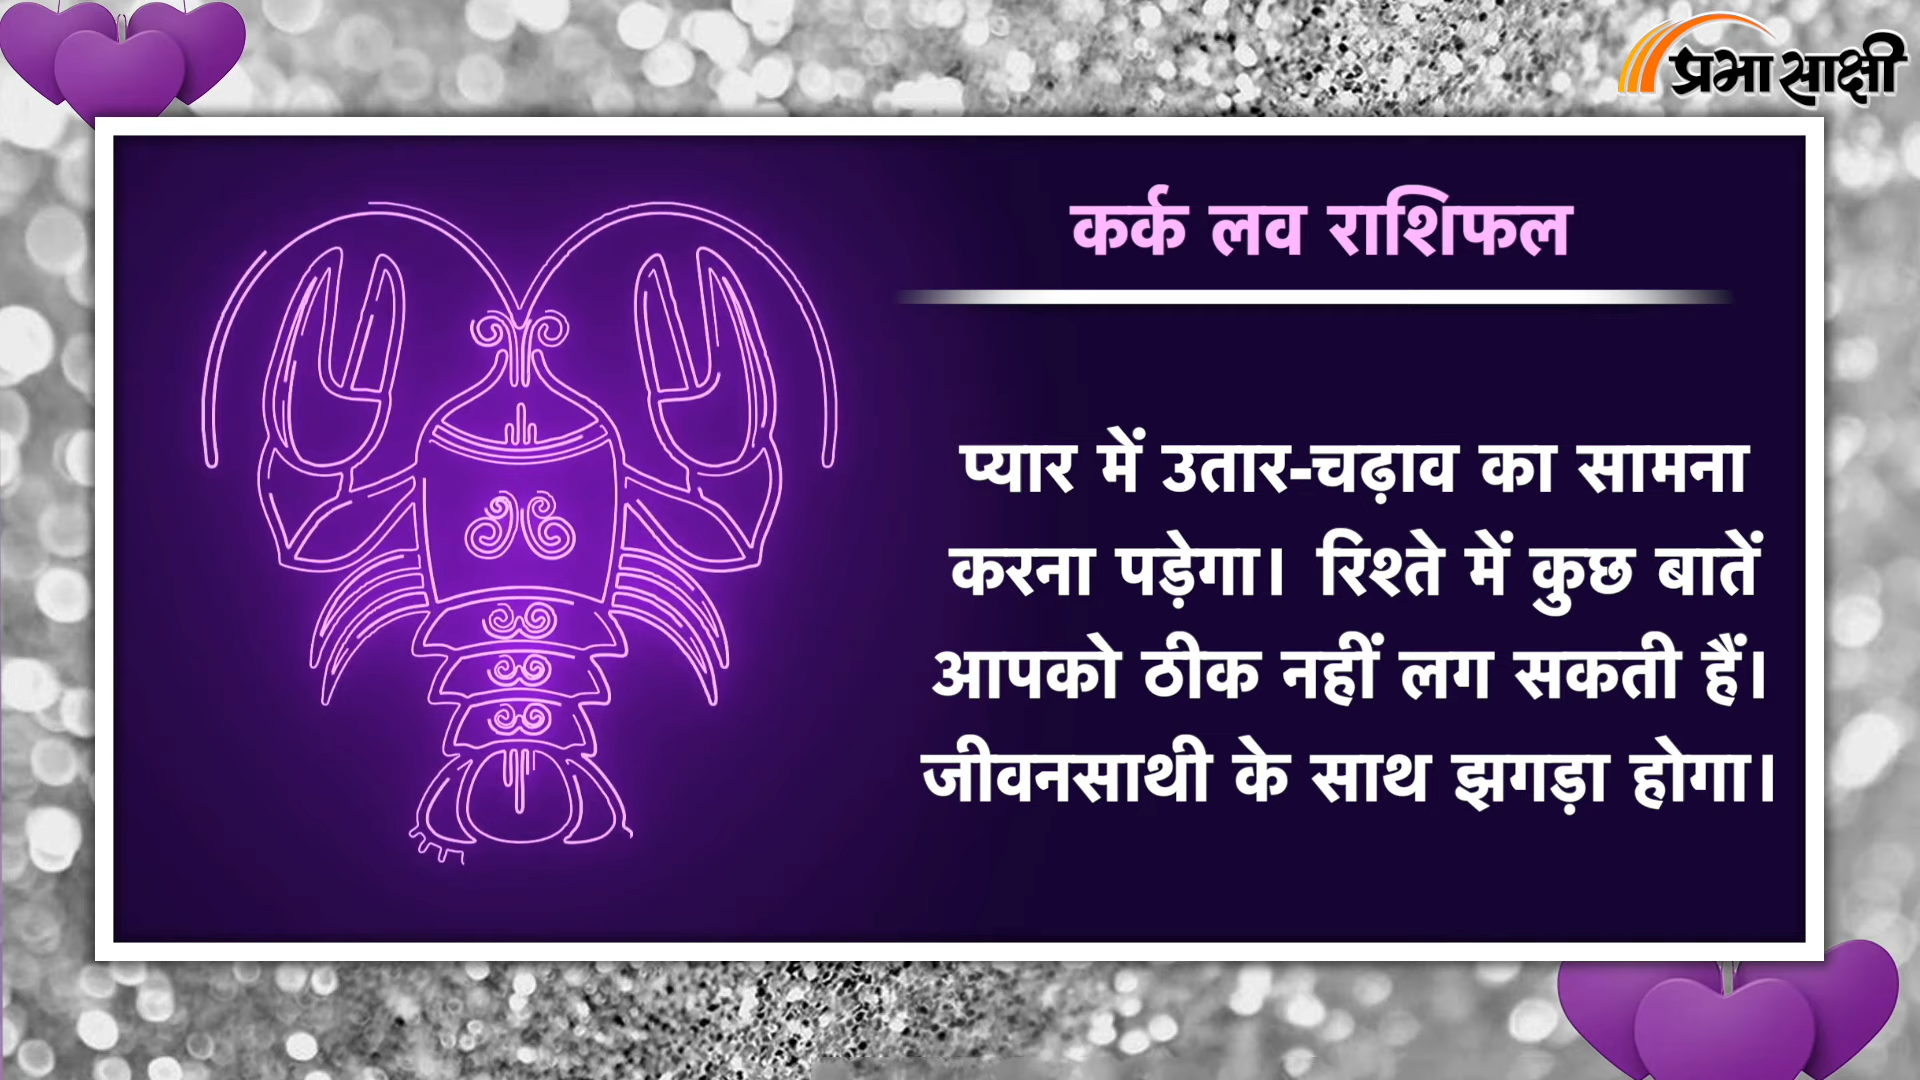 प्रभासाक्षी
कर्क लव राशिफल
प्यार में उतार-चढ़ाव का सामना
करना पड़ेगा। रिश्ते में कुछ बातें
आपको ठीक नहीं लग सकती हैं।
जीवनसाथी के साथ झगड़ा होगा।